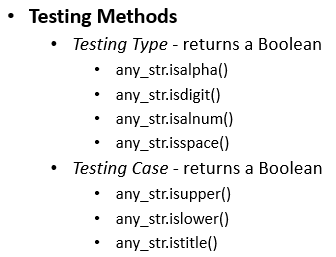 • Testing Methods
• Testing Type - returns a Boolean
• any_str.isalpha()
• any_str.isdigit()
• any_str.isalnum()
• any_str.isspace()
• Testing Case - returns a Boolean
• any_str.isupper()
• any_str.islower()
• any_str.istitle()